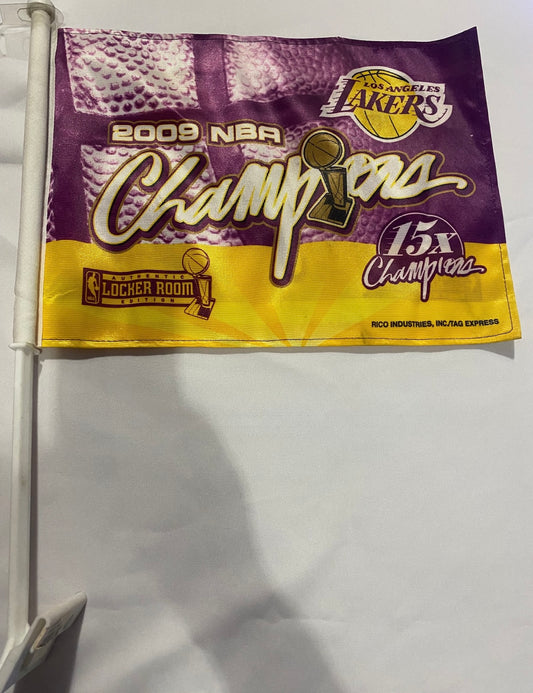 LOS ANGELES
LAKERS
2009 NBA
Champions
15x
Champions
AUTHENTIC
LOCKER ROOM
EDITION
RICO INDUSTRIES, INC./TAG EXPRESS